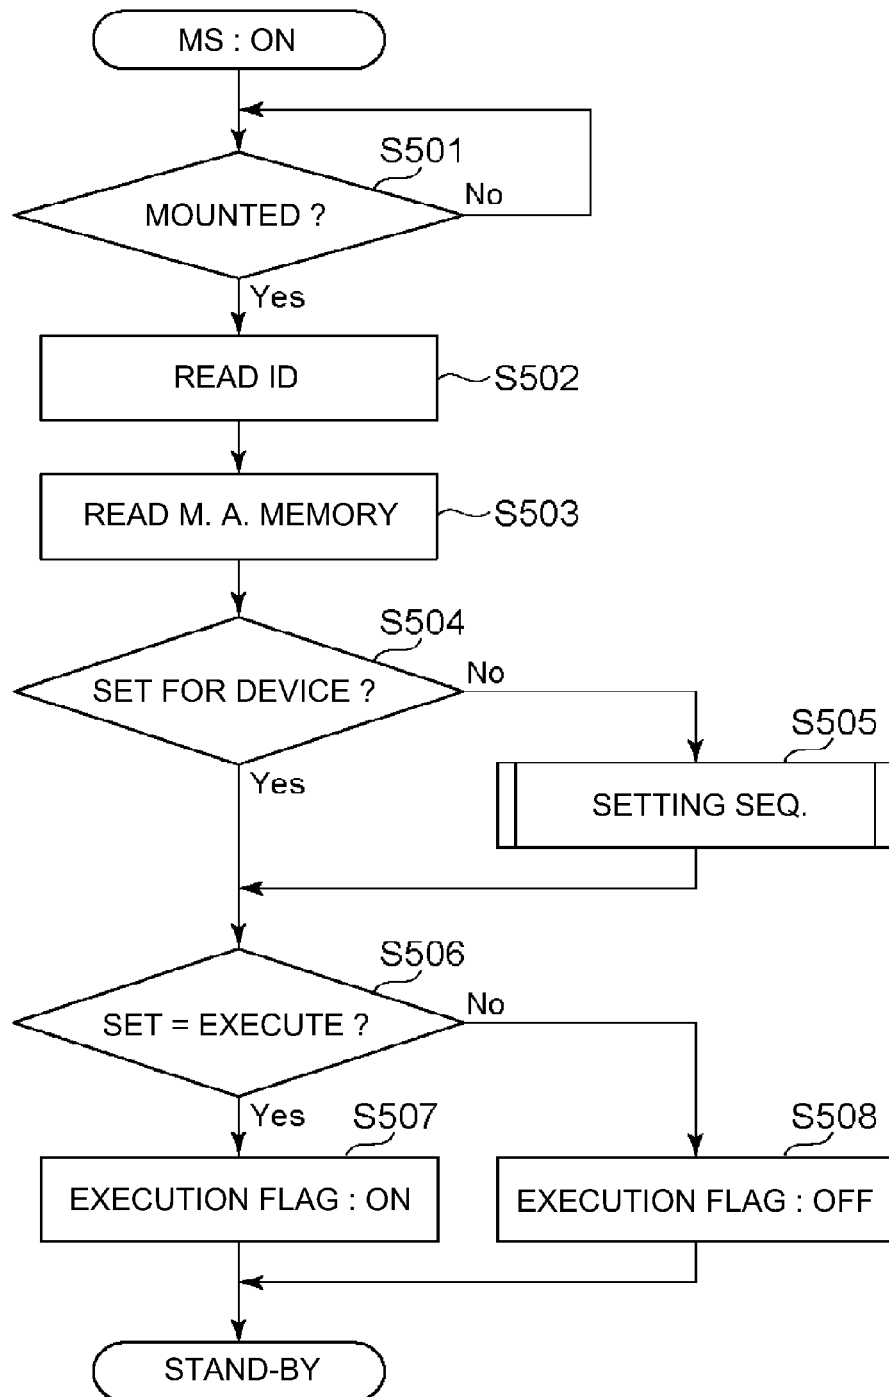 MS : ON
S501
MOUNTED ?
No
Yes
READ ID
S502
READ M. A. MEMORY
S503
S504
SET FOR DEVICE ?
No
Yes
S505
SETTING SEQ.
S506
SET = EXECUTE ?
No
Yes
S507
EXECUTION FLAG : ON
S508
EXECUTION FLAG : OFF
STAND-BY